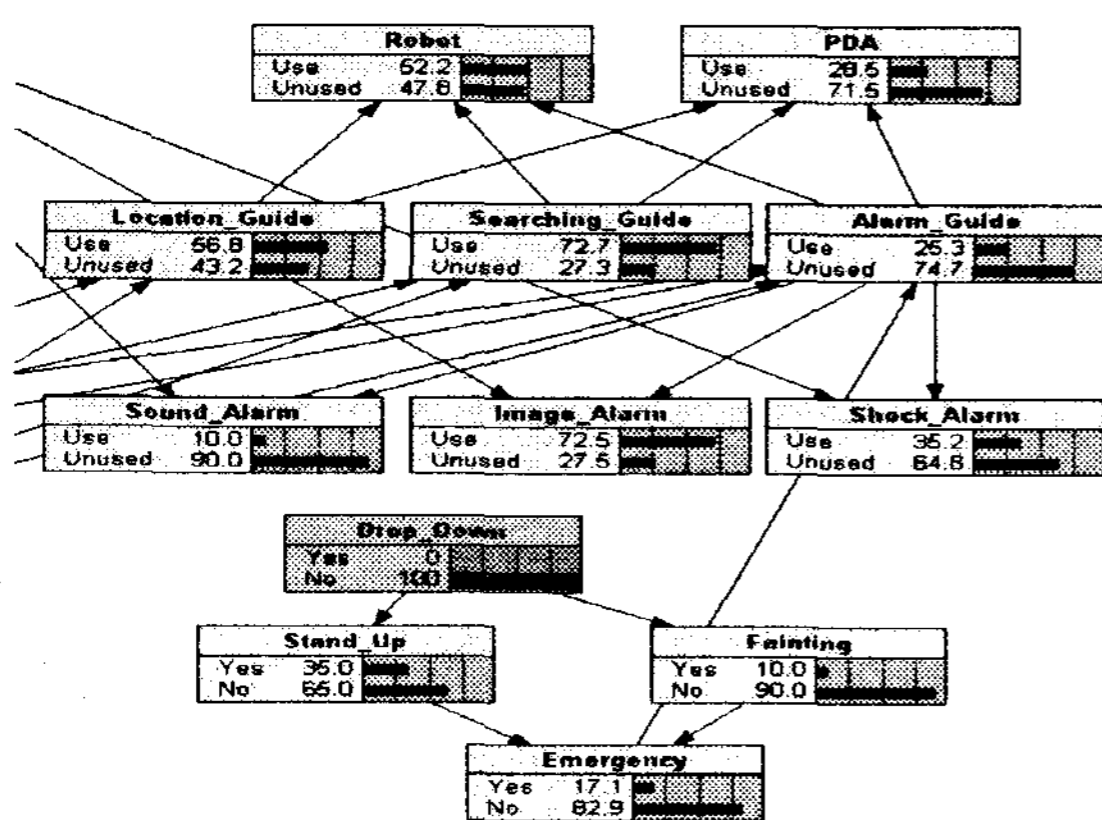 Robot
Use 52.2
Unused 47.8
PDA
Use 28.5
Unused 71.5
Location_Guide
Use 56.8
Unused 43.2
Searching_Guide
Use 72.7
Unused 27.3
Alarm_Guide
Use 25.3
Unused 74.7
Sound_Alarm
Use 10.0
Unused 90.0
Image_Alarm
Use 72.5
Unused 27.5
Shock_Alarm
Use 35.2
Unused 64.8
Drop_Down
Yes 0
No 100
Stand_Up
Yes 35.0
No 65.0
Fainting
Yes 10.0
No 90.0
Emergency
Yes 17.1
No 82.9